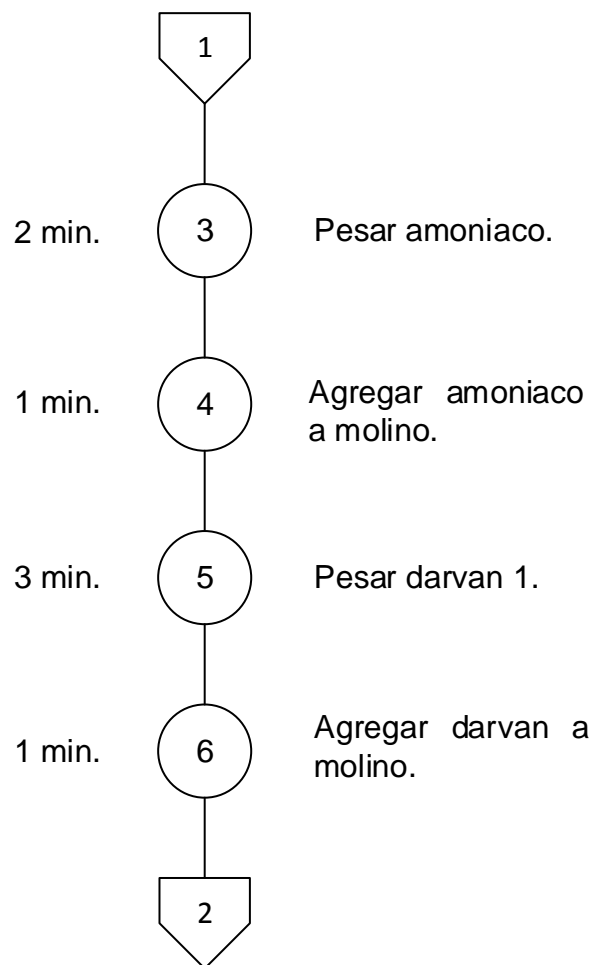 1
2 min.
3
Pesar amoniaco.
1 min.
4
Agregar amoniaco
a molino.
3 min.
5
Pesar darvan 1.
1 min.
6
Agregar darvan a
molino.
2